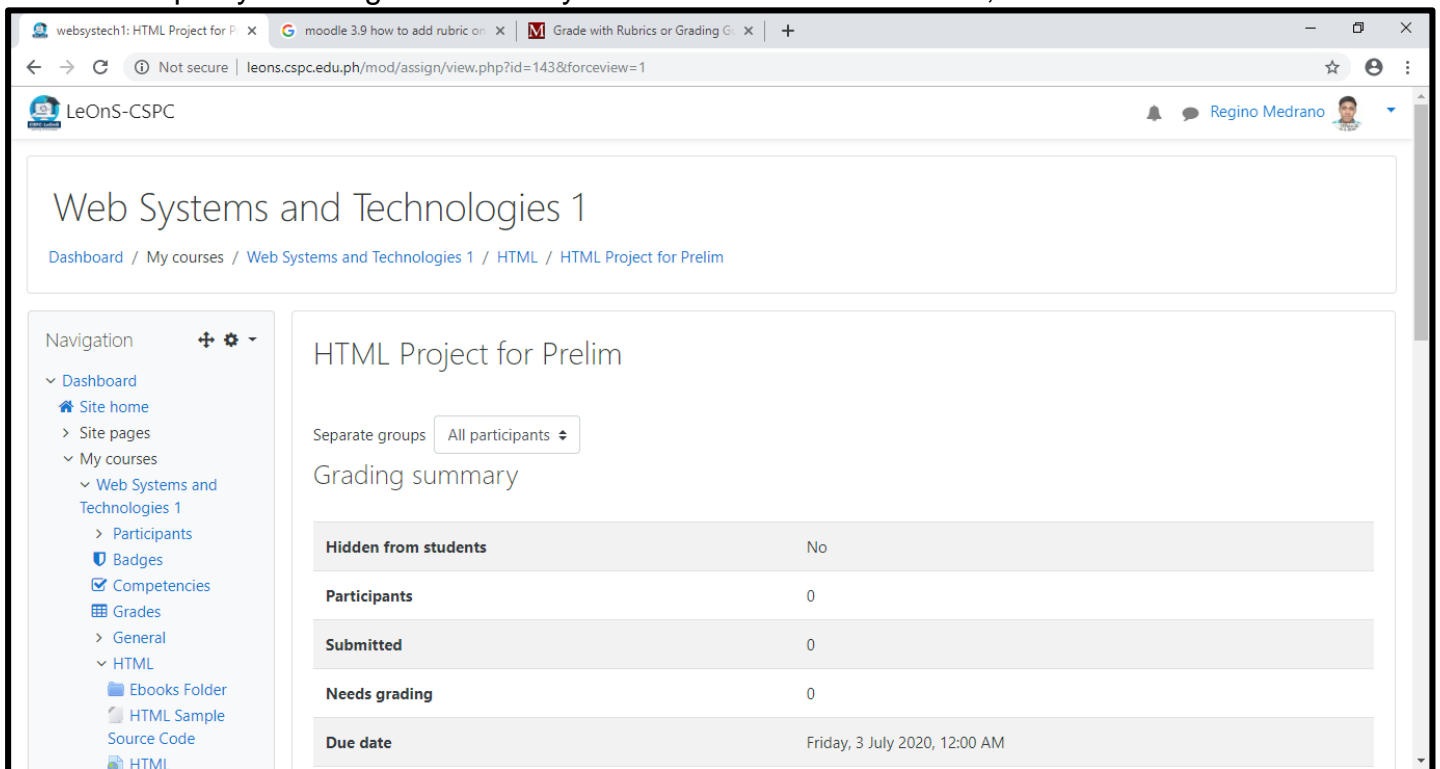 websystech1: HTML Project for P
moodle 3.9 how to add rubric on
Grade with Rubrics or Grading G
Not secure | leons.cspc.edu.ph/mod/assign/view.php?id=143&forceview=1
LeOnS-CSPC
Regino Medrano
Web Systems and Technologies 1
Dashboard / My courses / Web Systems and Technologies 1 / HTML / HTML Project for Prelim
Navigation
Dashboard
Site home
Site pages
My courses
Web Systems and
Technologies 1
Participants
Badges
Competencies
Grades
General
HTML
Ebooks Folder
HTML Sample
Source Code
HTML
HTML Project for Prelim
Separate groups All participants
Grading summary
Hidden from students No
Participants 0
Submitted 0
Needs grading 0
Due date Friday, 3 July 2020, 12:00 AM